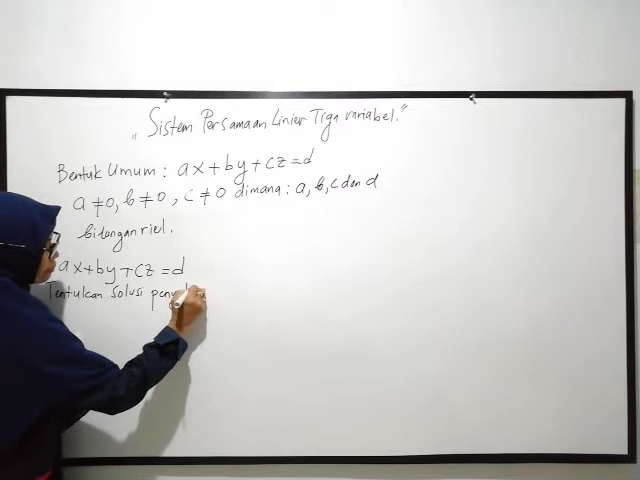 „Sistem Persamaan Linier Tiga variabel.”
Bentuk Umum : ax+by+cz=d
a≠0, b≠0, c≠0 dimana : a, b, c dan d
bilangan riel.
ax+by+cz=d
Tentukan Solusi